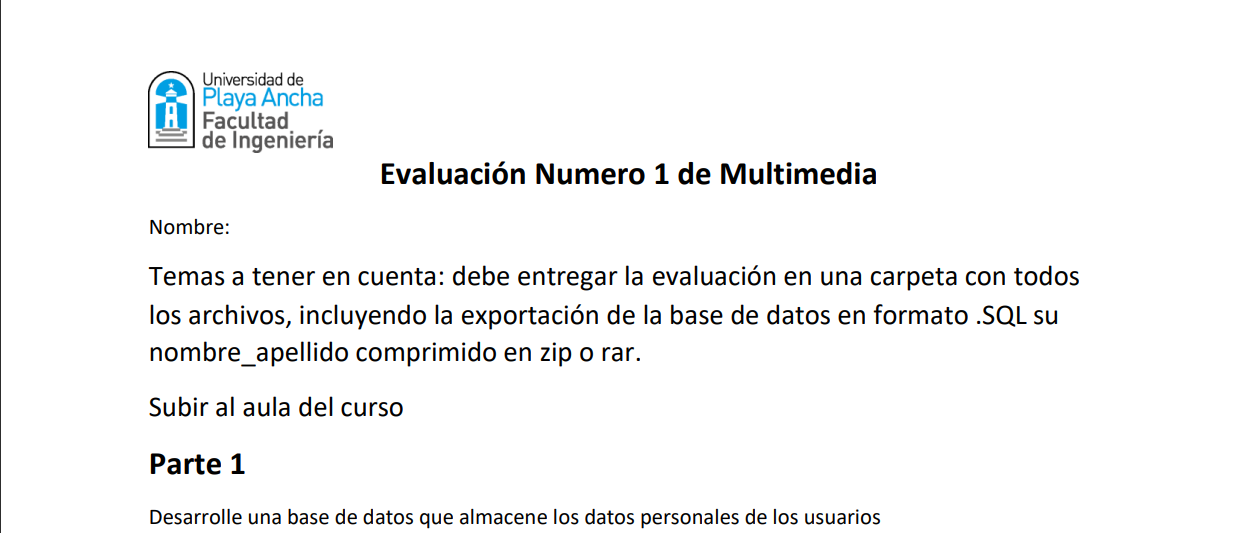 Universidad de
Playa Ancha
Facultad
de Ingeniería
Evaluación Numero 1 de Multimedia
Nombre:
Temas a tener en cuenta: debe entregar la evaluación en una carpeta con todos
los archivos, incluyendo la exportación de la base de datos en formato .SQL su
nombre_apellido comprimido en zip o rar.
Subir al aula del curso
Parte 1
Desarrolle una base de datos que almacene los datos personales de los usuarios